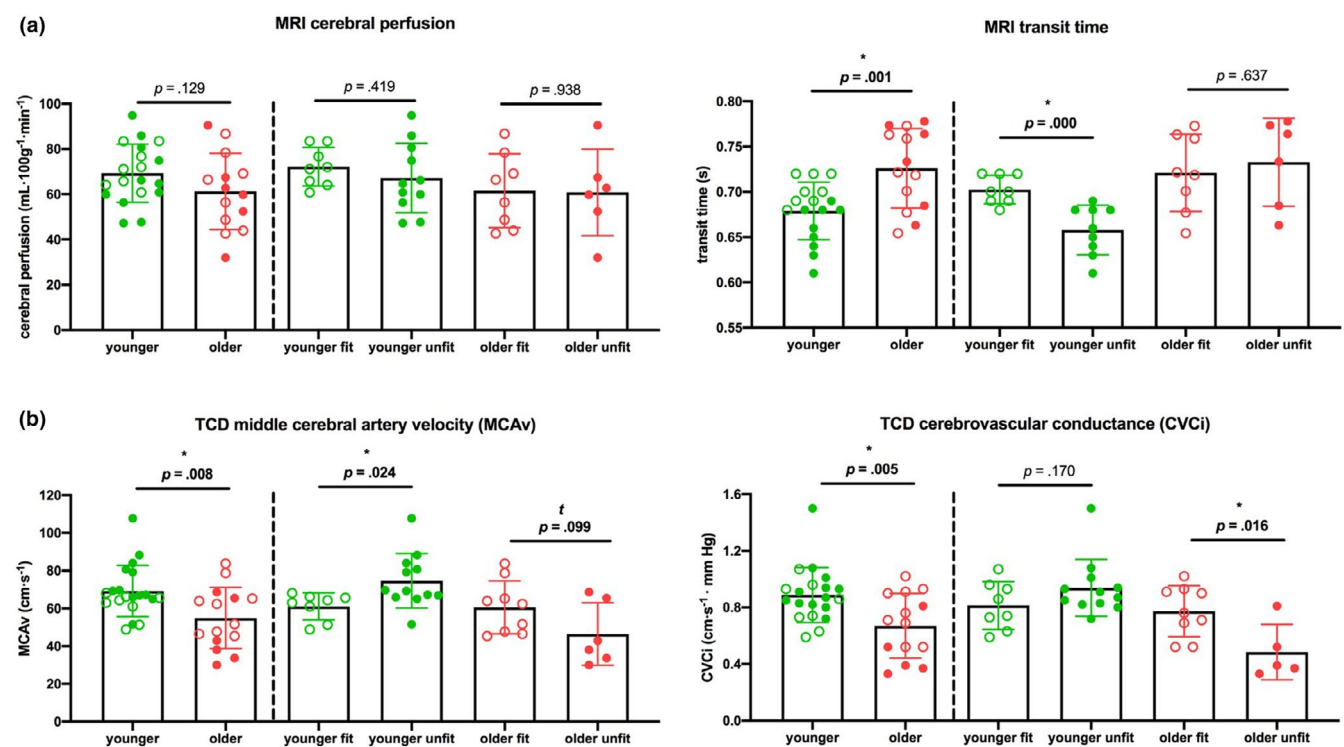 (a)
MRI cerebral perfusion
p = .129
p = .419
p = .938
cerebral perfusion (mL·100g⁻¹·min⁻¹)
100
80
60
40
20
0
younger
older
younger fit
younger unfit
older fit
older unfit
MRI transit time
*
p = .001
*
p = .000
p = .637
transit time (s)
0.80
0.75
0.70
0.65
0.60
0.55
younger
older
younger fit
younger unfit
older fit
older unfit
(b)
TCD middle cerebral artery velocity (MCAv)
*
p = .008
*
p = .024
t
p = .099
MCAv (cm·s⁻¹)
120
100
80
60
40
20
0
younger
older
younger fit
younger unfit
older fit
older unfit
TCD cerebrovascular conductance (CVCi)
*
p = .005
p = .170
*
p = .016
CVCi (cm·s⁻¹ · mm Hg)
1.6
1.2
0.8
0.4
0.0
younger
older
younger fit
younger unfit
older fit
older unfit